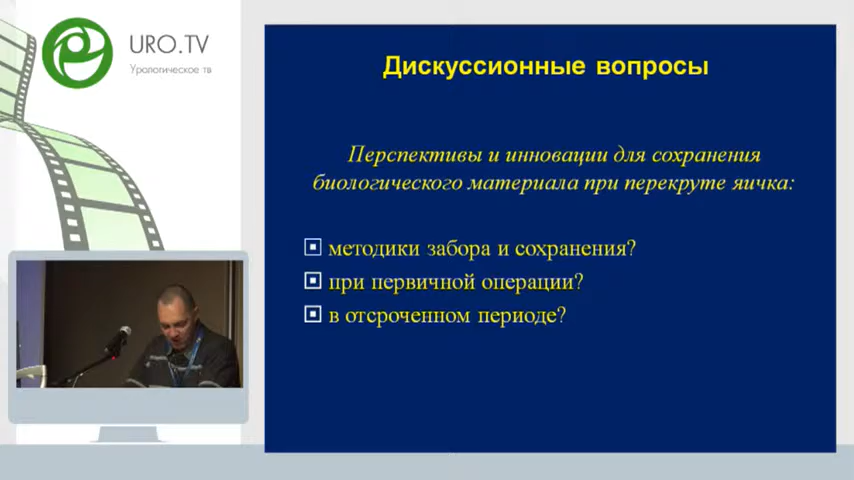 URO.TV
Урологическое тв
Дискуссионные вопросы
Перспективы и инновации для сохранения
биологического материала при перекруте яичка:
методики забора и сохранения?
при первичной операции?
в отсроченном периоде?